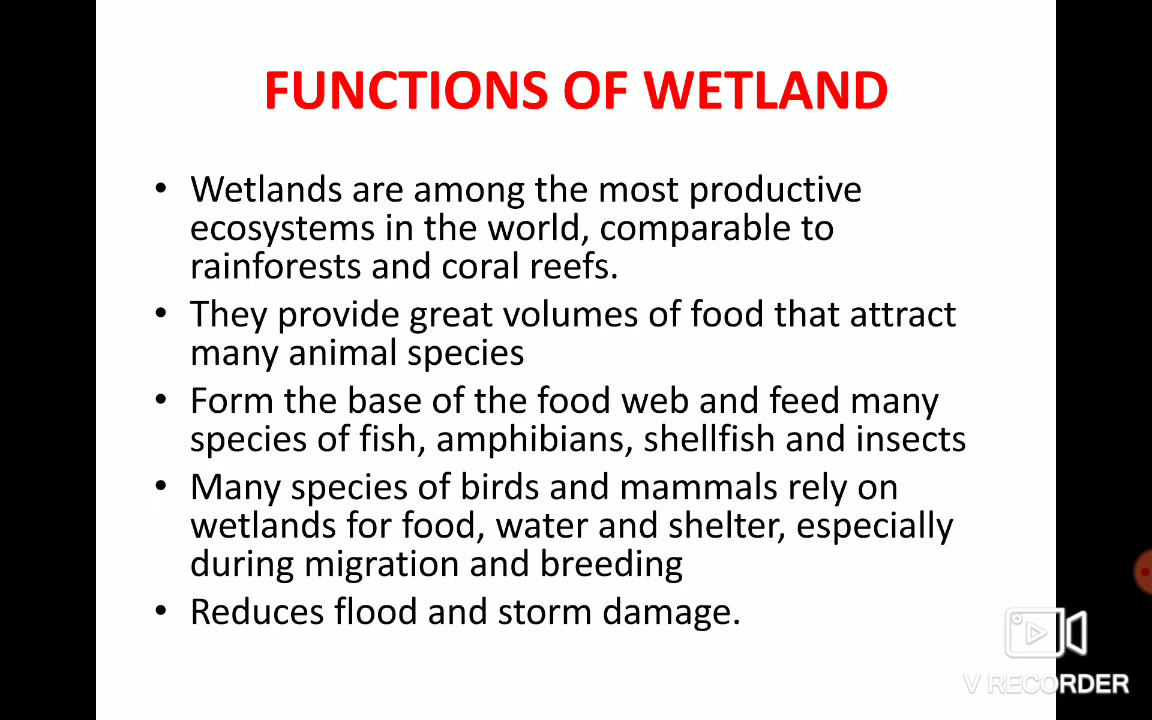 FUNCTIONS OF WETLAND
• Wetlands are among the most productive
ecosystems in the world, comparable to
rainforests and coral reefs.
• They provide great volumes of food that attract
many animal species
• Form the base of the food web and feed many
species of fish, amphibians, shellfish and insects
• Many species of birds and mammals rely on
wetlands for food, water and shelter, especially
during migration and breeding
• Reduces flood and storm damage.
V RECORDER